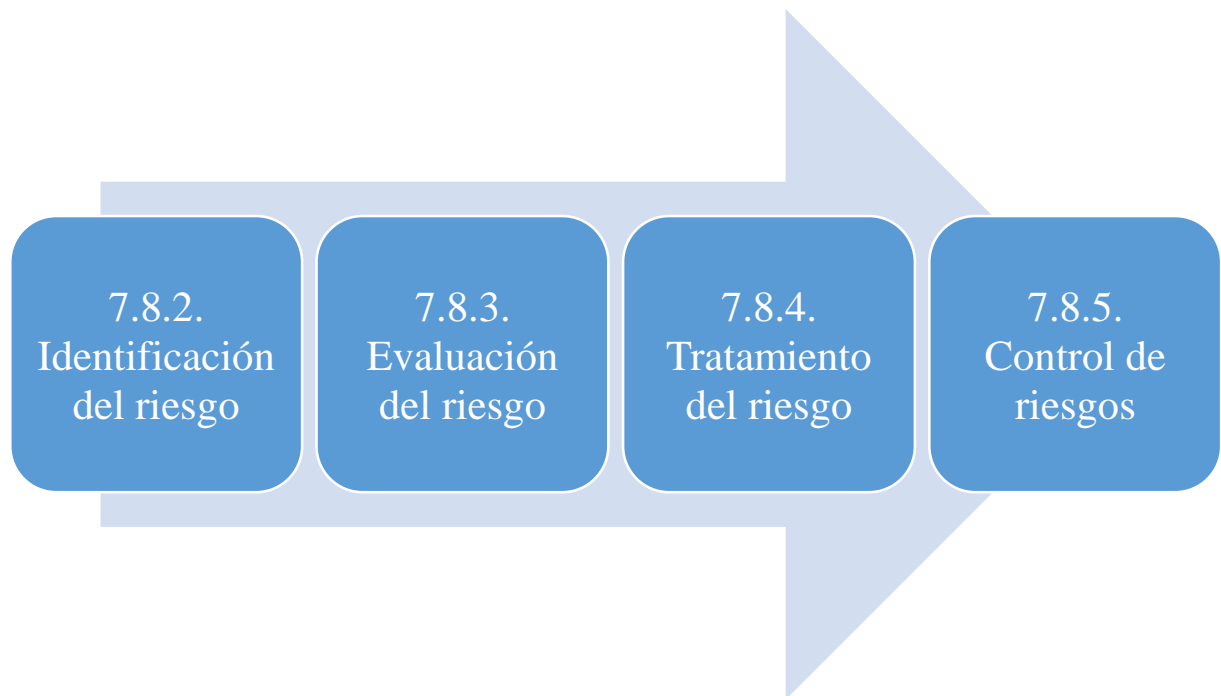 7.8.2.
Identificación
del riesgo
7.8.3.
Evaluación
del riesgo
7.8.4.
Tratamiento
del riesgo
7.8.5.
Control de
riesgos